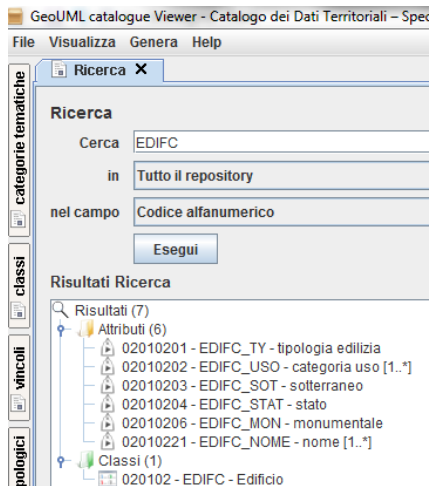 GeoUML catalogue Viewer - Catalogo dei Dati Territoriali – Spec
File Visualizza Genera Help
Ricerca X
Ricerca
Cerca EDIFC
in Tutto il repository
nel campo Codice alfanumerico
Esegui
Risultati Ricerca
Risultati (7)
Attributi (6)
02010201 - EDIFC_TY - tipologia edilizia
02010202 - EDIFC_USO - categoria uso [1..*]
02010203 - EDIFC_SOT - sotterraneo
02010204 - EDIFC_STAT - stato
02010206 - EDIFC_MON - monumentale
02010221 - EDIFC_NOME - nome [1..*]
Classi (1)
020102 - EDIFC - Edificio
categorie tematiche
classi
vincoli
pologici